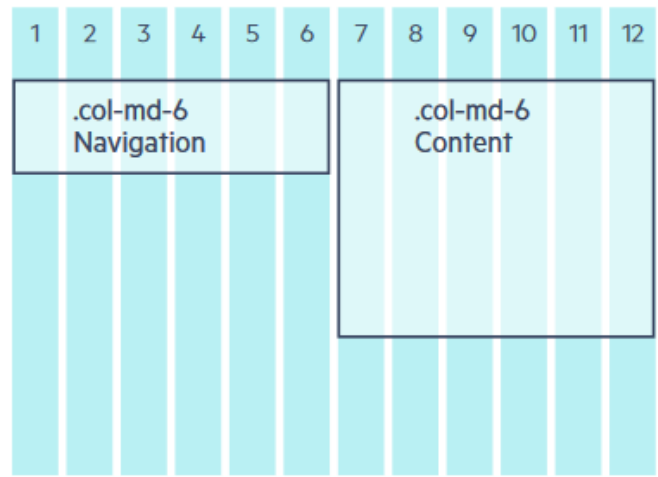 1 2 3 4 5 6 7 8 9 10 11 12
.col-md-6
Navigation
.col-md-6
Content